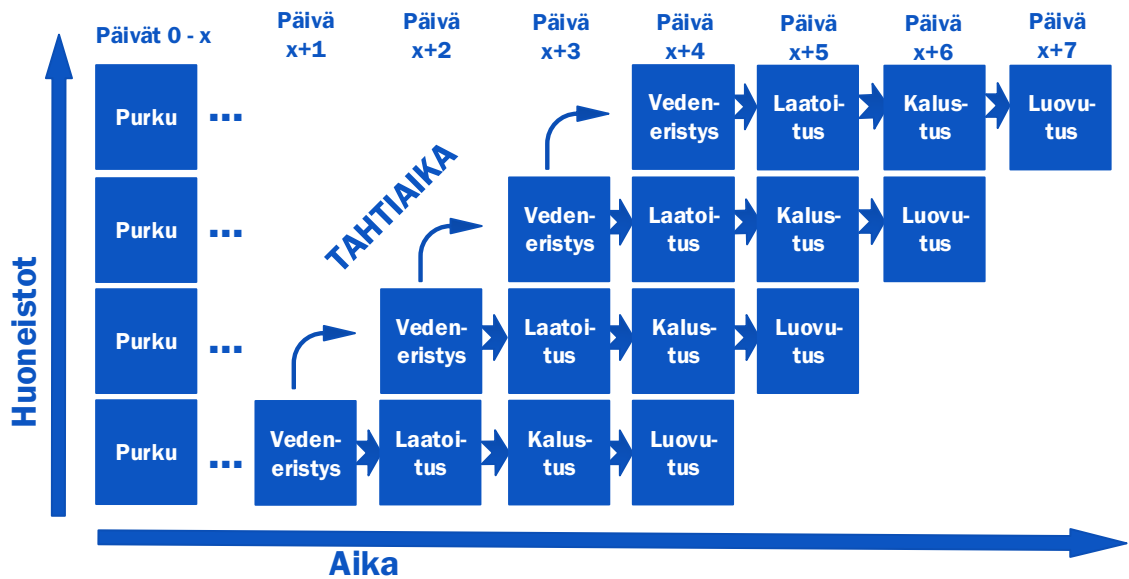 Päivät 0 - x
Päivä
x+1
Päivä
x+2
Päivä
x+3
Päivä
x+4
Päivä
x+5
Päivä
x+6
Päivä
x+7
Huoneistot
TAHTIAIKA
Purku
...
Veden-
eristys
Laatoi-
tus
Kalus-
tus
Luovu-
tus
Purku
...
Veden-
eristys
Laatoi-
tus
Kalus-
tus
Luovu-
tus
Purku
...
Veden-
eristys
Laatoi-
tus
Kalus-
tus
Luovu-
tus
Purku
...
Veden-
eristys
Laatoi-
tus
Kalus-
tus
Luovu-
tus
Aika